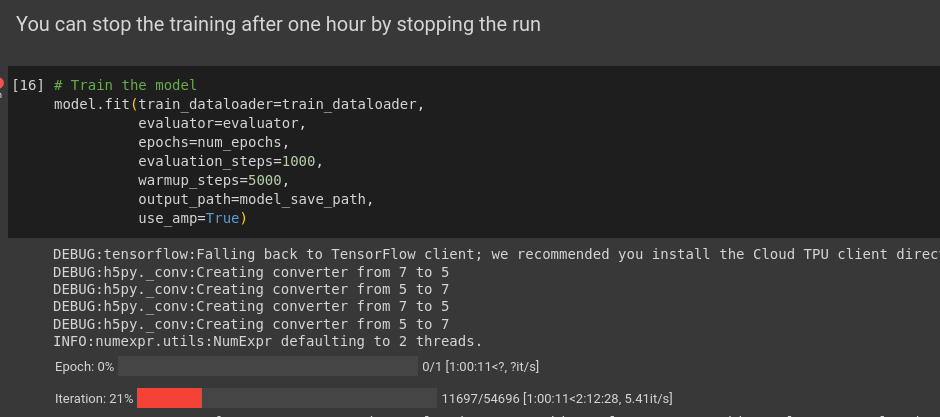 You can stop the training after one hour by stopping the run
[16] # Train the model
model.fit(train_dataloader=train_dataloader,
evaluator=evaluator,
epochs=num_epochs,
evaluation_steps=1000,
warmup_steps=5000,
output_path=model_save_path,
use_amp=True)
DEBUG:tensorflow:Falling back to TensorFlow client; we recommended you install the Cloud TPU client direc
DEBUG:h5py._conv:Creating converter from 7 to 5
DEBUG:h5py._conv:Creating converter from 5 to 7
DEBUG:h5py._conv:Creating converter from 7 to 5
DEBUG:h5py._conv:Creating converter from 5 to 7
INFO:numexpr.utils:NumExpr defaulting to 2 threads.
Epoch: 0% 0/1 [1:00:11<?, ?it/s]
Iteration: 21% 11697/54696 [1:00:11<2:12:28, 5.41it/s]